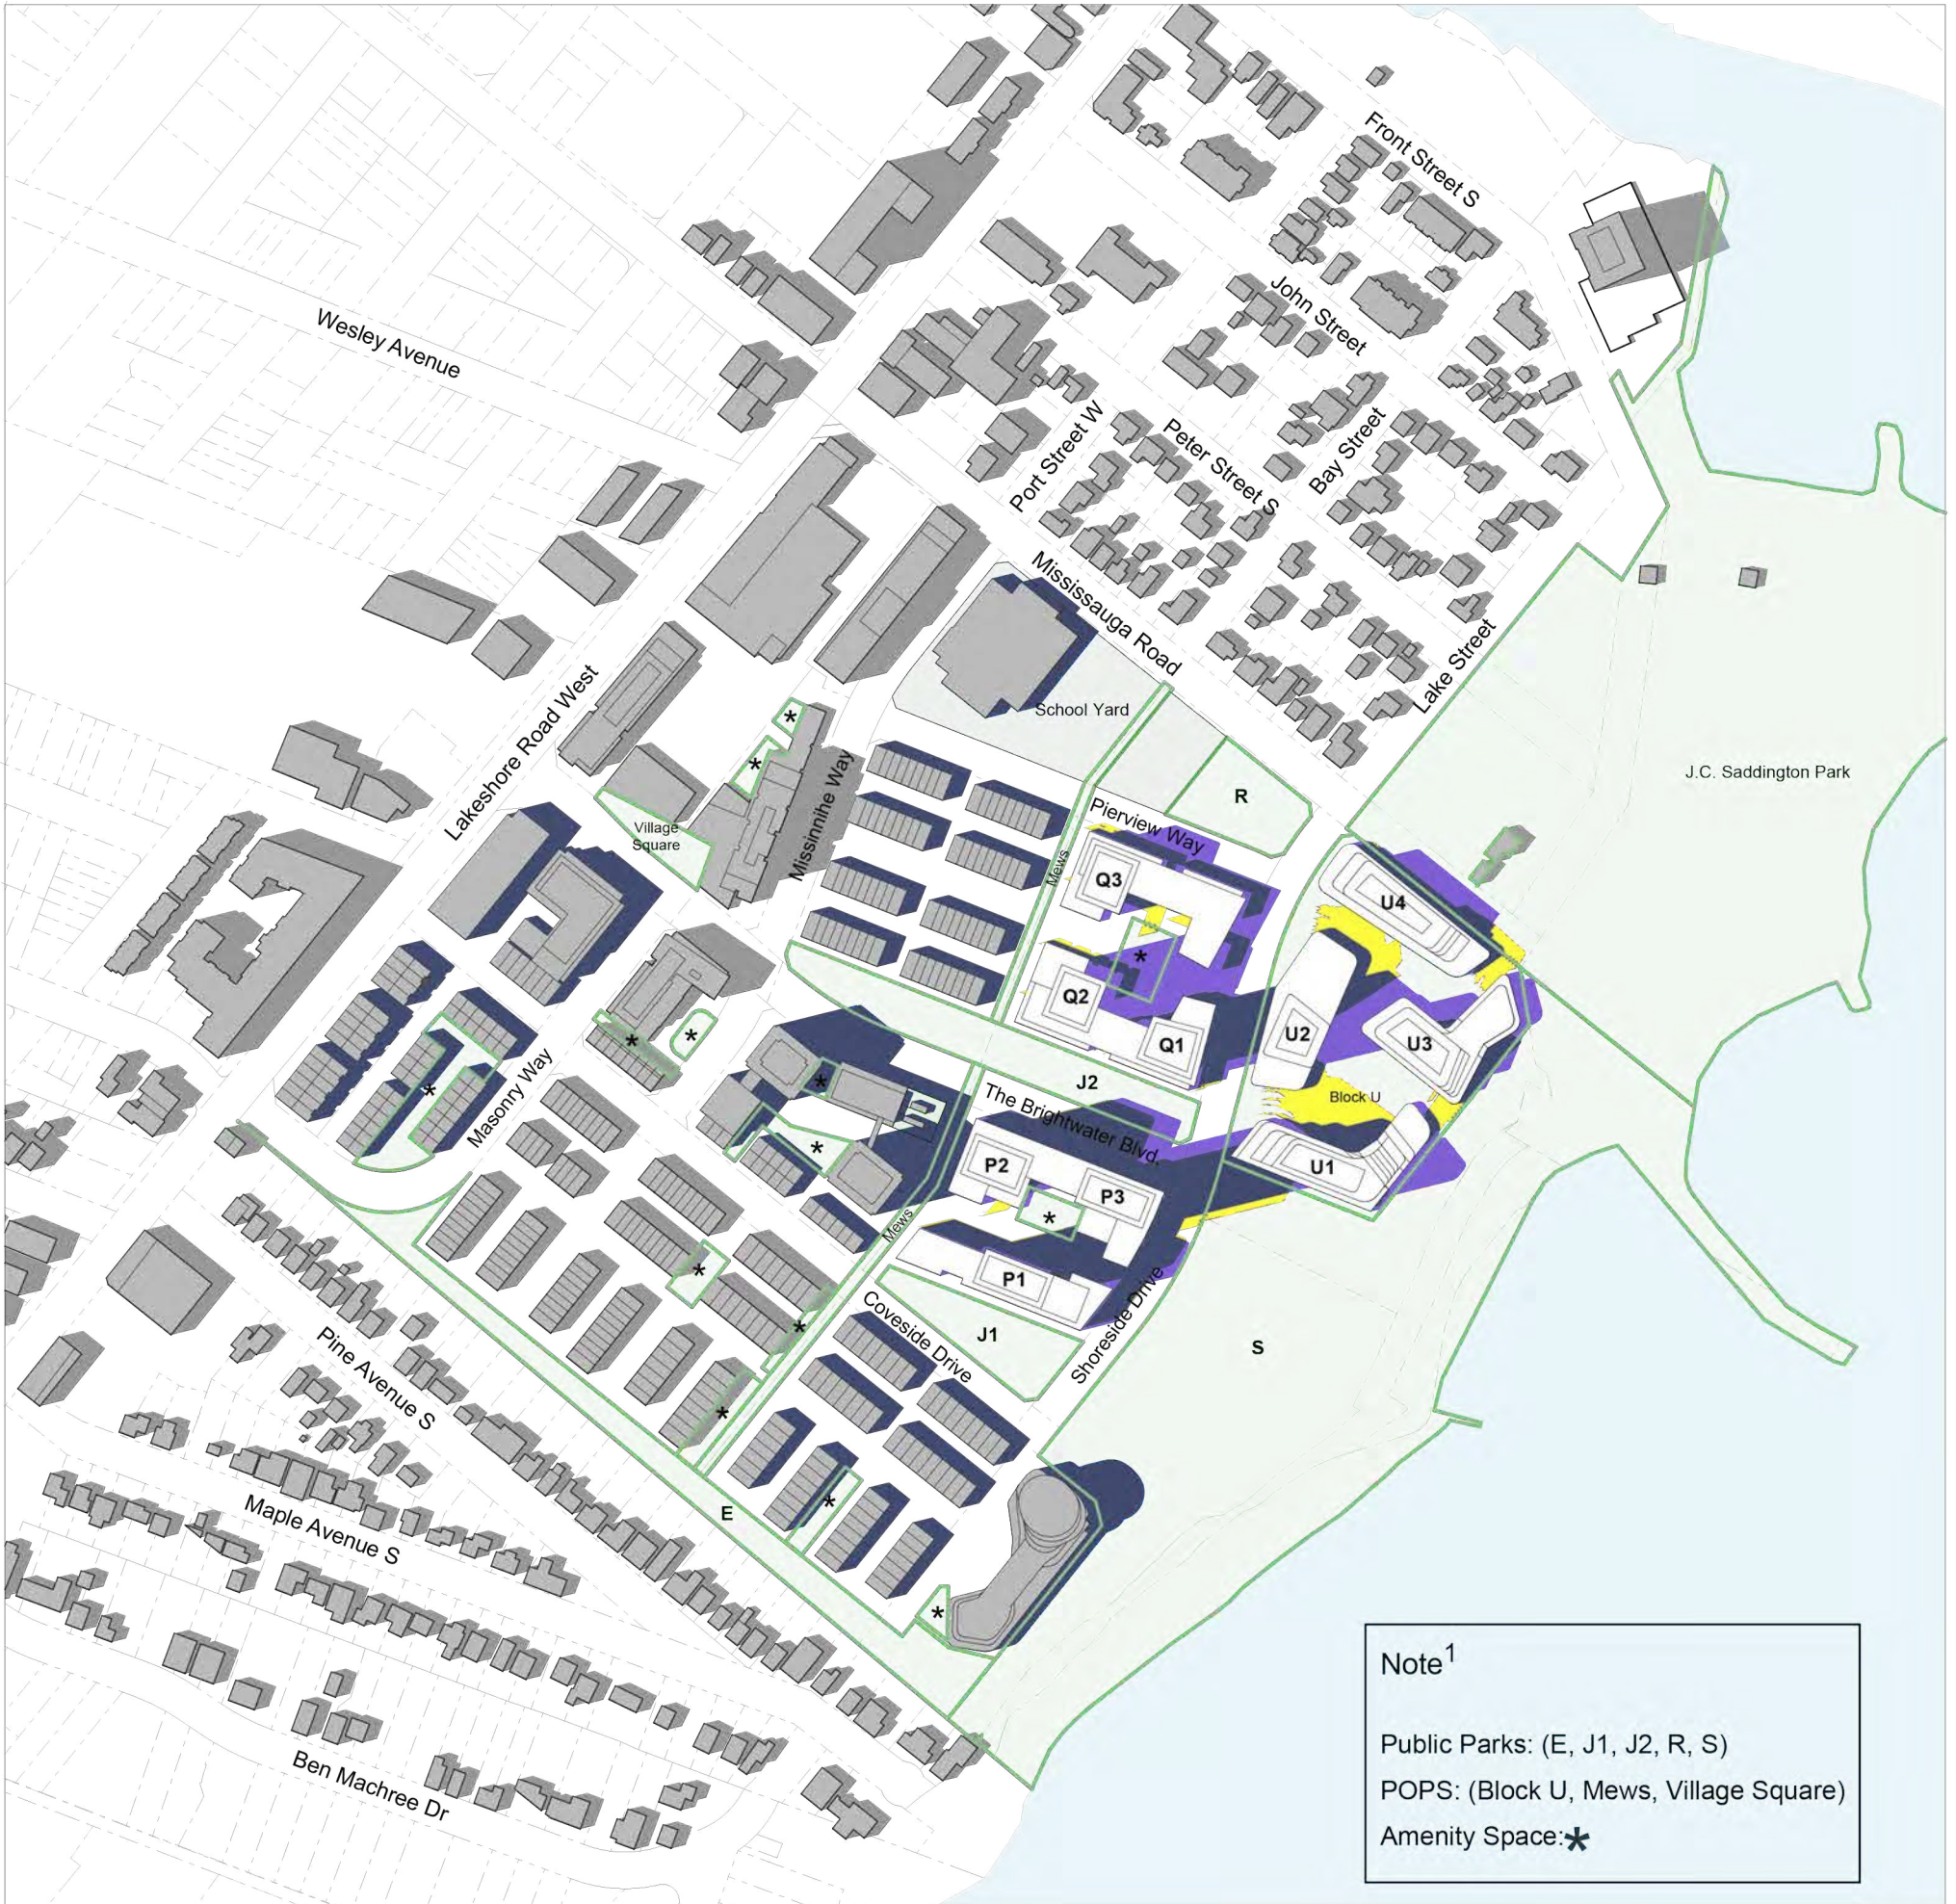 Front Street S
Wesley Avenue
John Street
Port Street W
Peter Street S
Bay Street
Mississauga Road
Lake Street
Lakeshore Road West
School Yard
J.C. Saddington Park
*
*
Missinnihe Way
R
Pierview Way
Village
Square
Mews
Q3
U4
*
Q2
Q1
U2
U3
*
*
*
Masonry Way
*
J2
The Brightwater Blvd.
Block U
*
P2
P3
U1
*
Mews
*
P1
*
Coveside Drive
J1
Shoreside Drive
S
Pine Avenue S
*
*
E
Maple Avenue S
*
Ben Machree Dr
Note1
Public Parks: (E, J1, J2, R, S)
POPS: (Block U, Mews, Village Square)
Amenity Space:*